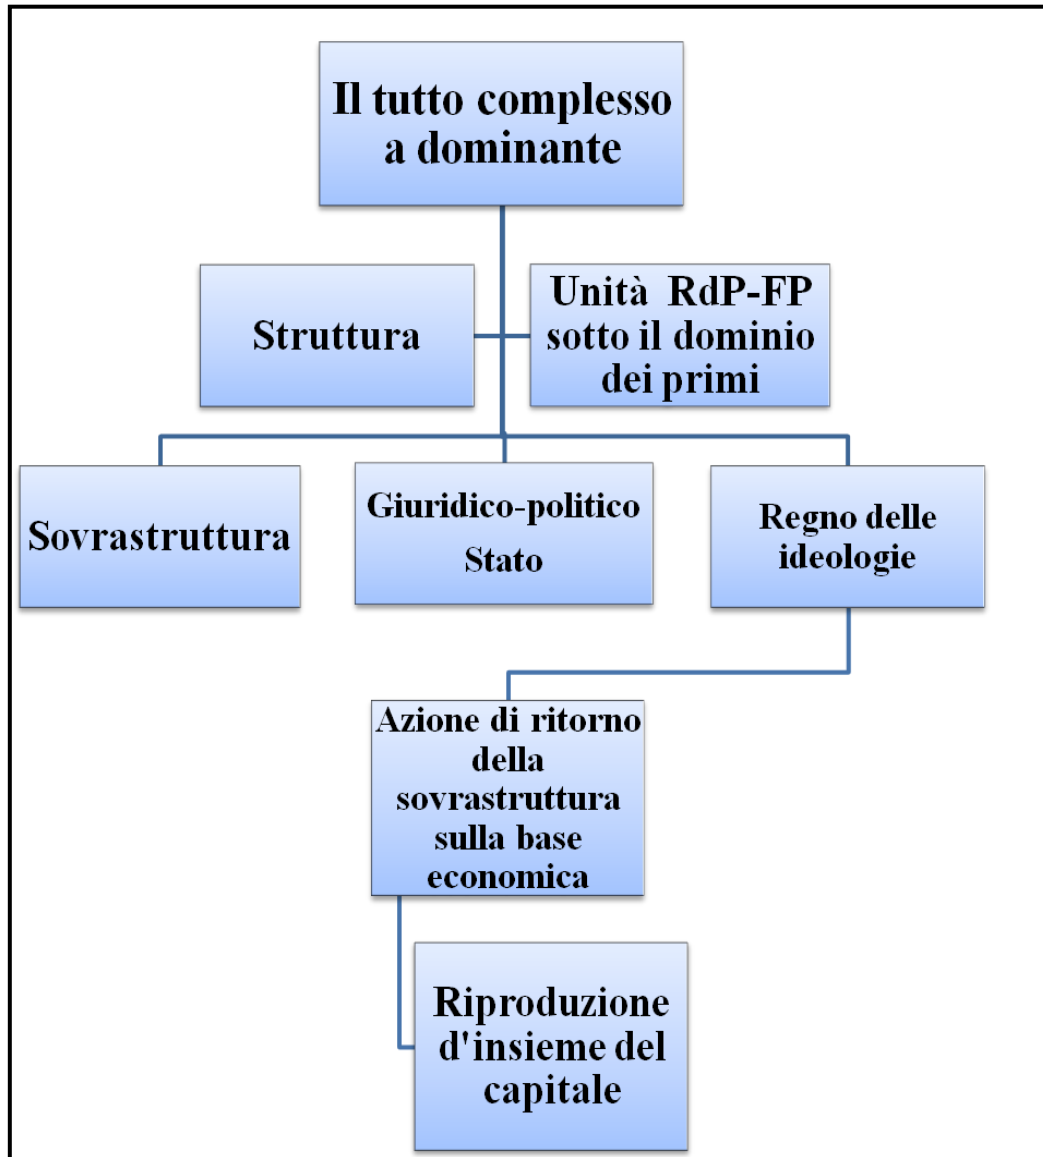 Il tutto complesso
a dominante
Struttura
Unità RdP-FP
sotto il dominio
dei primi
Sovrastruttura
Giuridico-politico
Stato
Regno delle
ideologie
Azione di ritorno
della
sovrastruttura
sulla base
economica
Riproduzione
d'insieme del
capitale